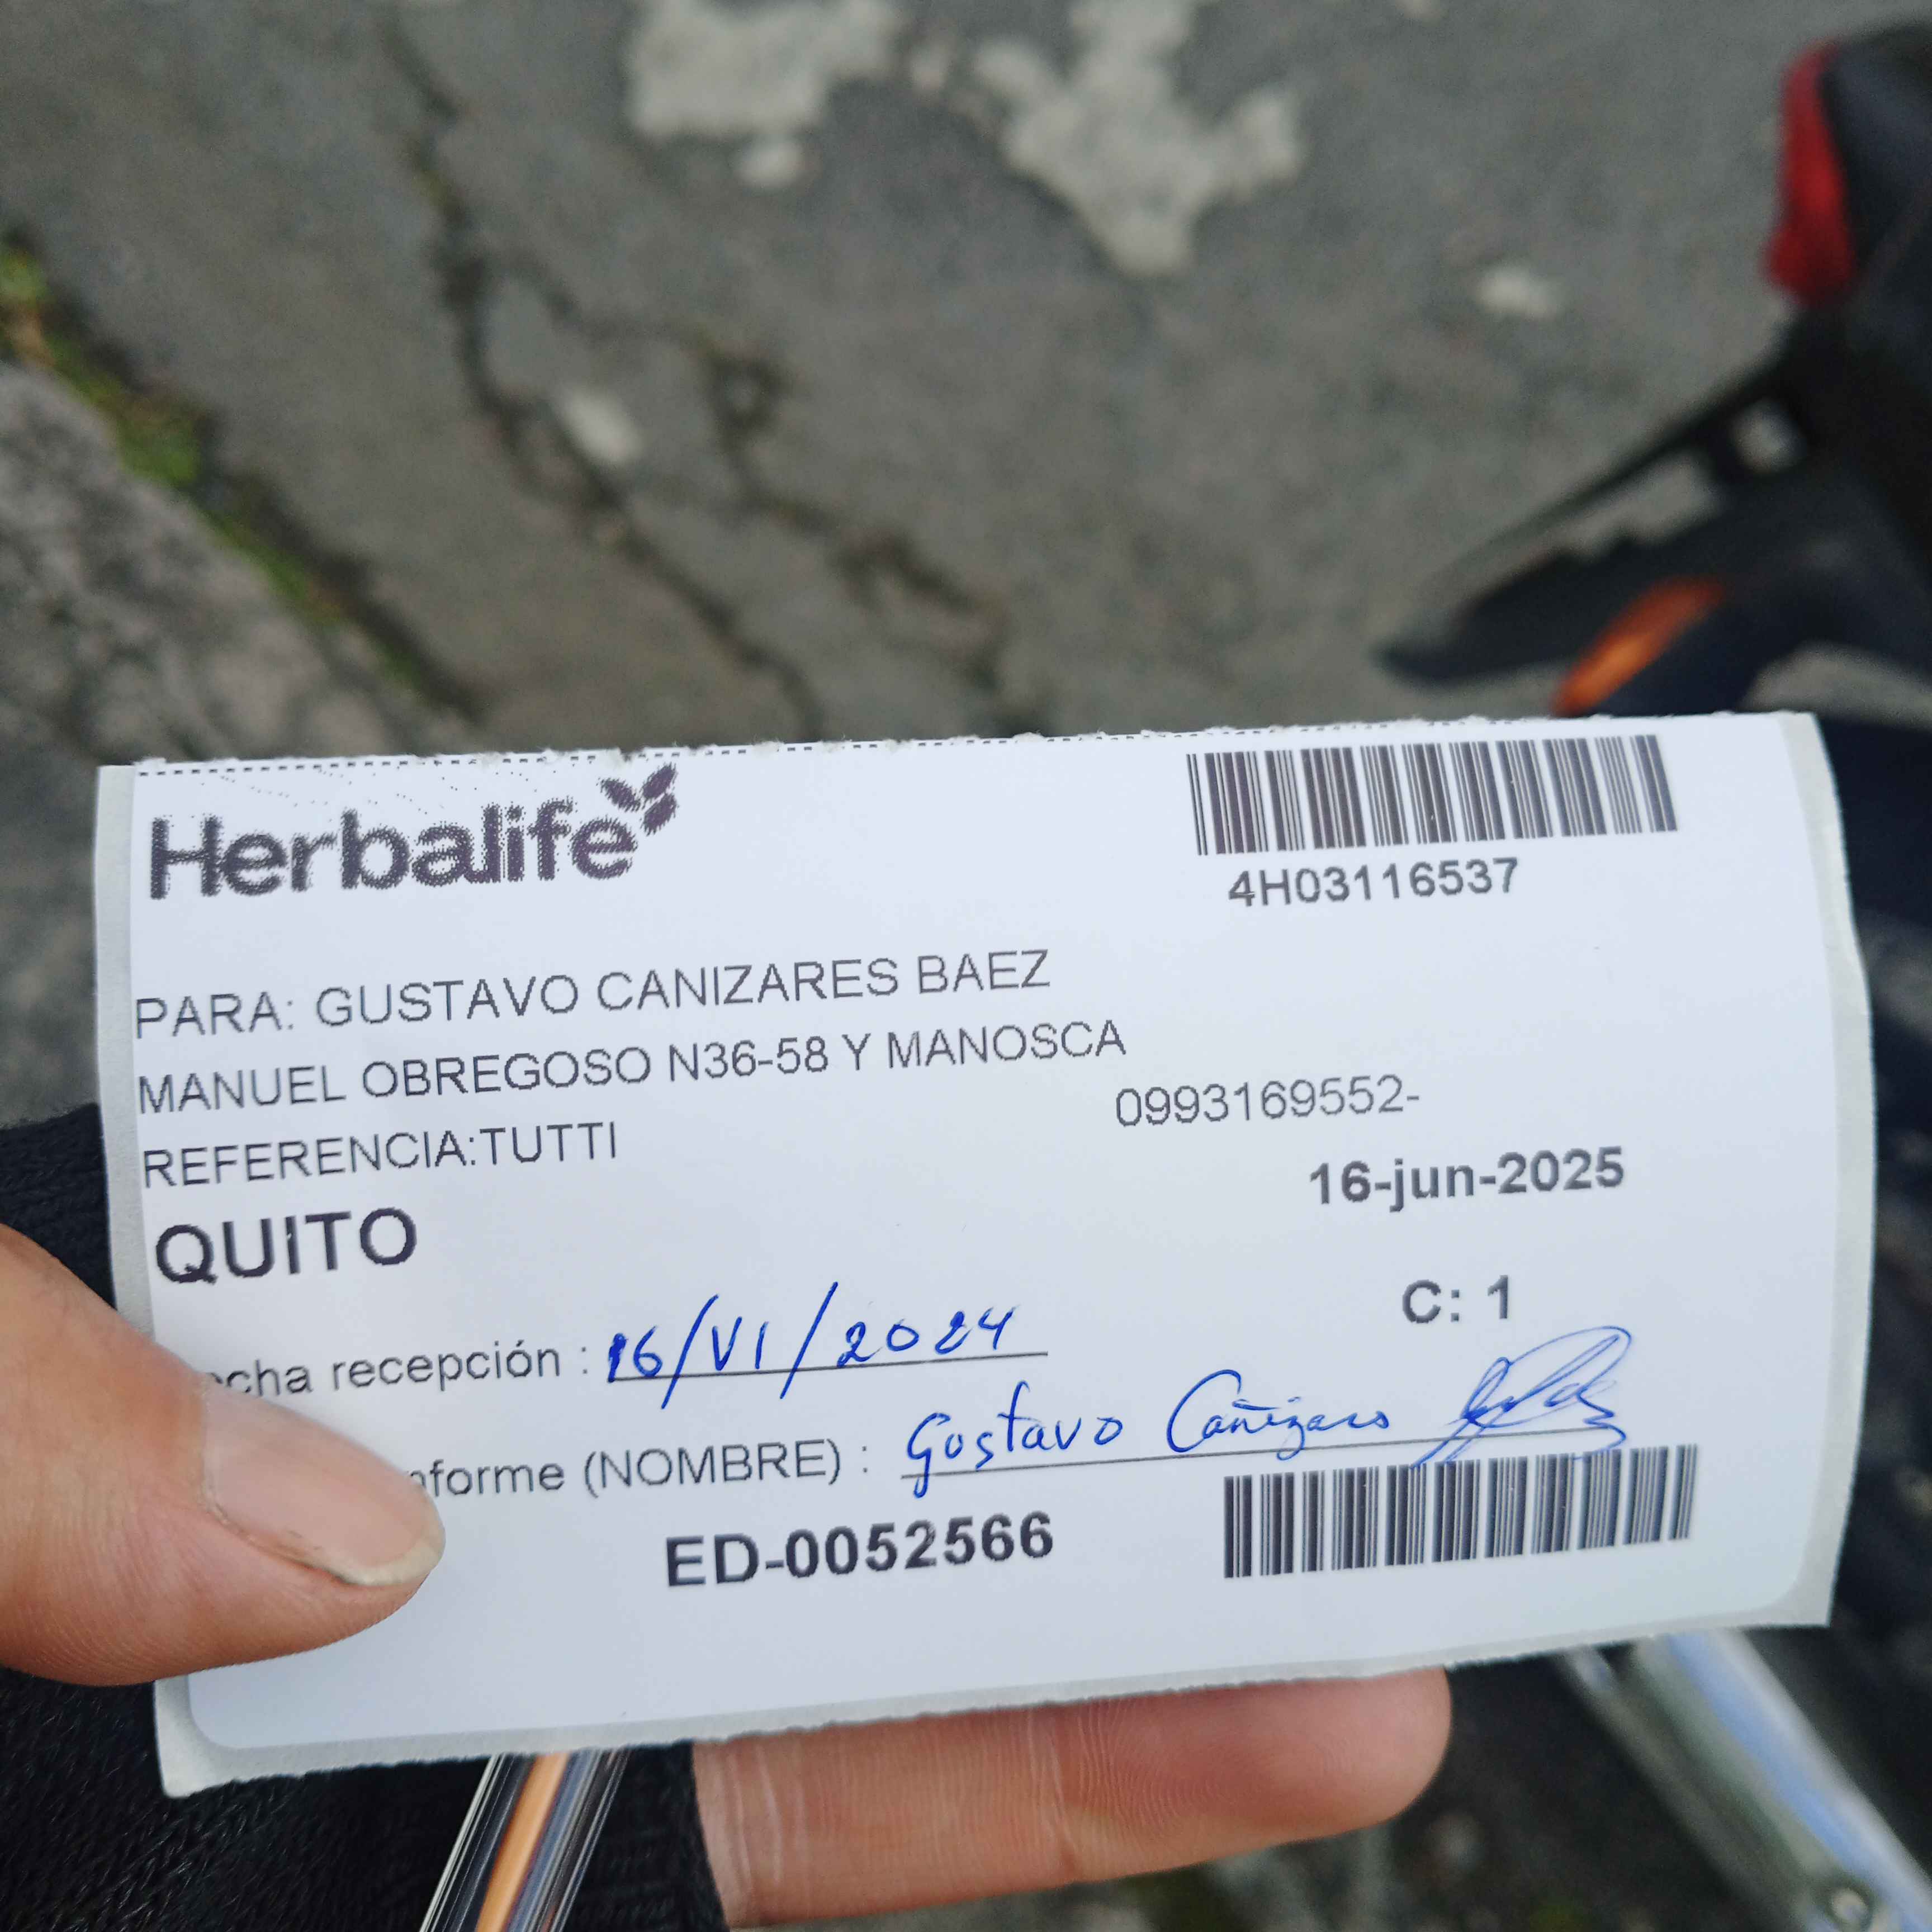 Herbalife
4H03116537
PARA: GUSTAVO CANIZARES BAEZ
MANUEL OBREGOSO N36-58 Y MANOSCA
0993169552-
REFERENCIA:TUTTI
16-jun-2025
QUITO
C: 1
cha recepción : 16/VI/2024
nforme (NOMBRE) : Gustavo Cañizares
ED-0052566